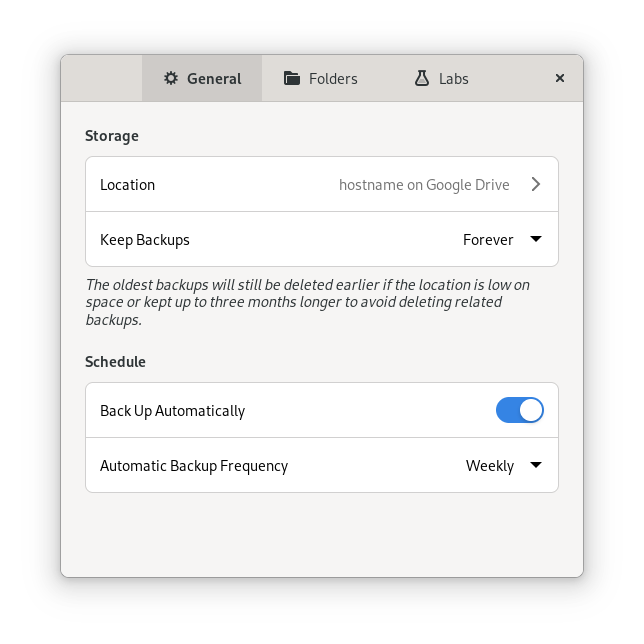 General
Folders
Labs
Storage
Location
hostname on Google Drive
Keep Backups
Forever
The oldest backups will still be deleted earlier if the location is low on
space or kept up to three months longer to avoid deleting related
backups.
Schedule
Back Up Automatically
Automatic Backup Frequency
Weekly